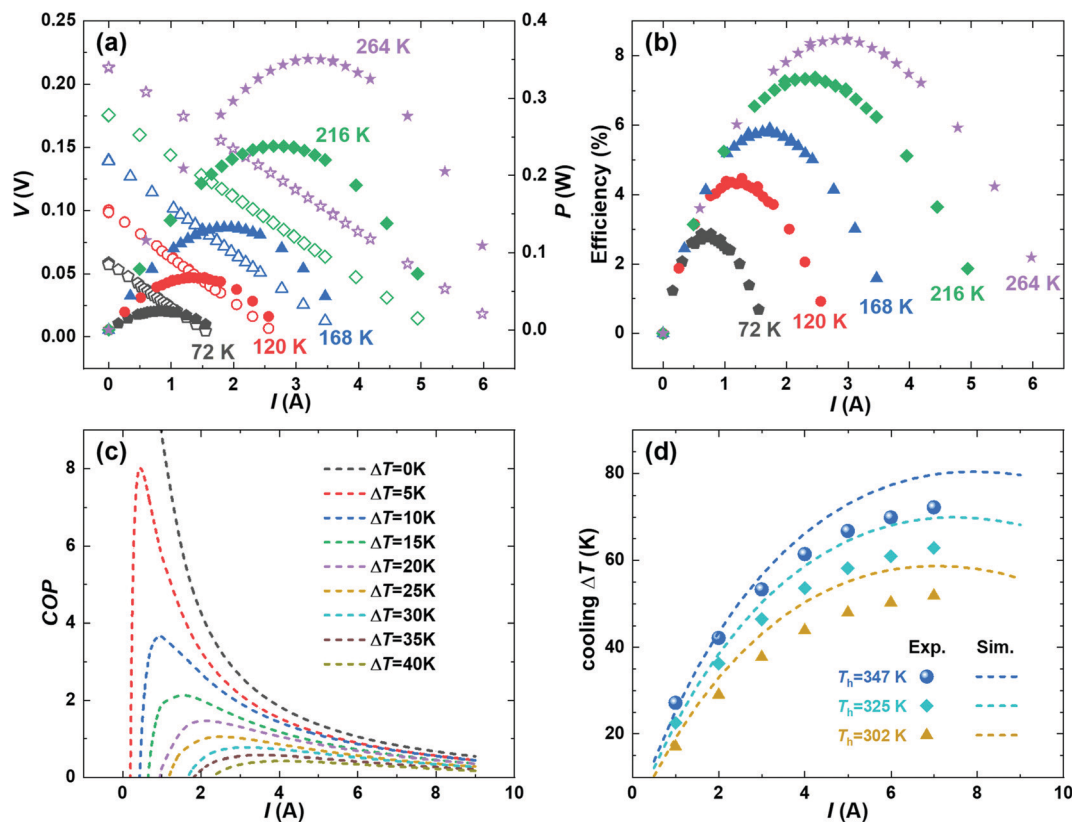 (a)
0.25
0.20
0.15
0.10
0.05
0.00
V (V)
0.4
0.3
0.2
0.1
0.0
P (W)
264 K
216 K
168 K
120 K
72 K
0 1 2 3 4 5 6
I (A)
(b)
8
6
4
2
0
Efficiency (%)
264 K
216 K
168 K
120 K
72 K
0 1 2 3 4 5 6
I (A)
(c)
8
6
4
2
0
COP
ΔT=0K
ΔT=5K
ΔT=10K
ΔT=15K
ΔT=20K
ΔT=25K
ΔT=30K
ΔT=35K
ΔT=40K
0 2 4 6 8 10
I (A)
(d)
80
60
40
20
cooling ΔT (K)
Exp. Sim.
Th=347 K
Th=325 K
Th=302 K
0 2 4 6 8 10
I (A)